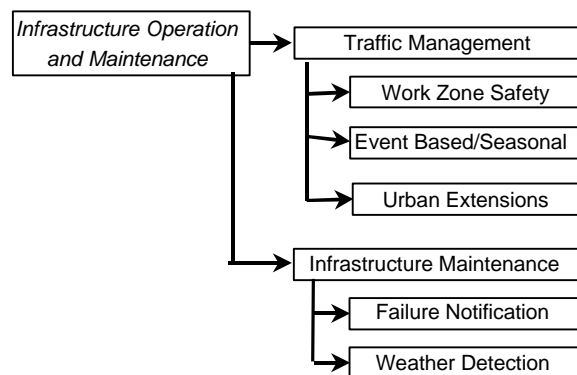 Infrastructure Operation
and Maintenance
Traffic Management
Work Zone Safety
Event Based/Seasonal
Urban Extensions
Infrastructure Maintenance
Failure Notification
Weather Detection